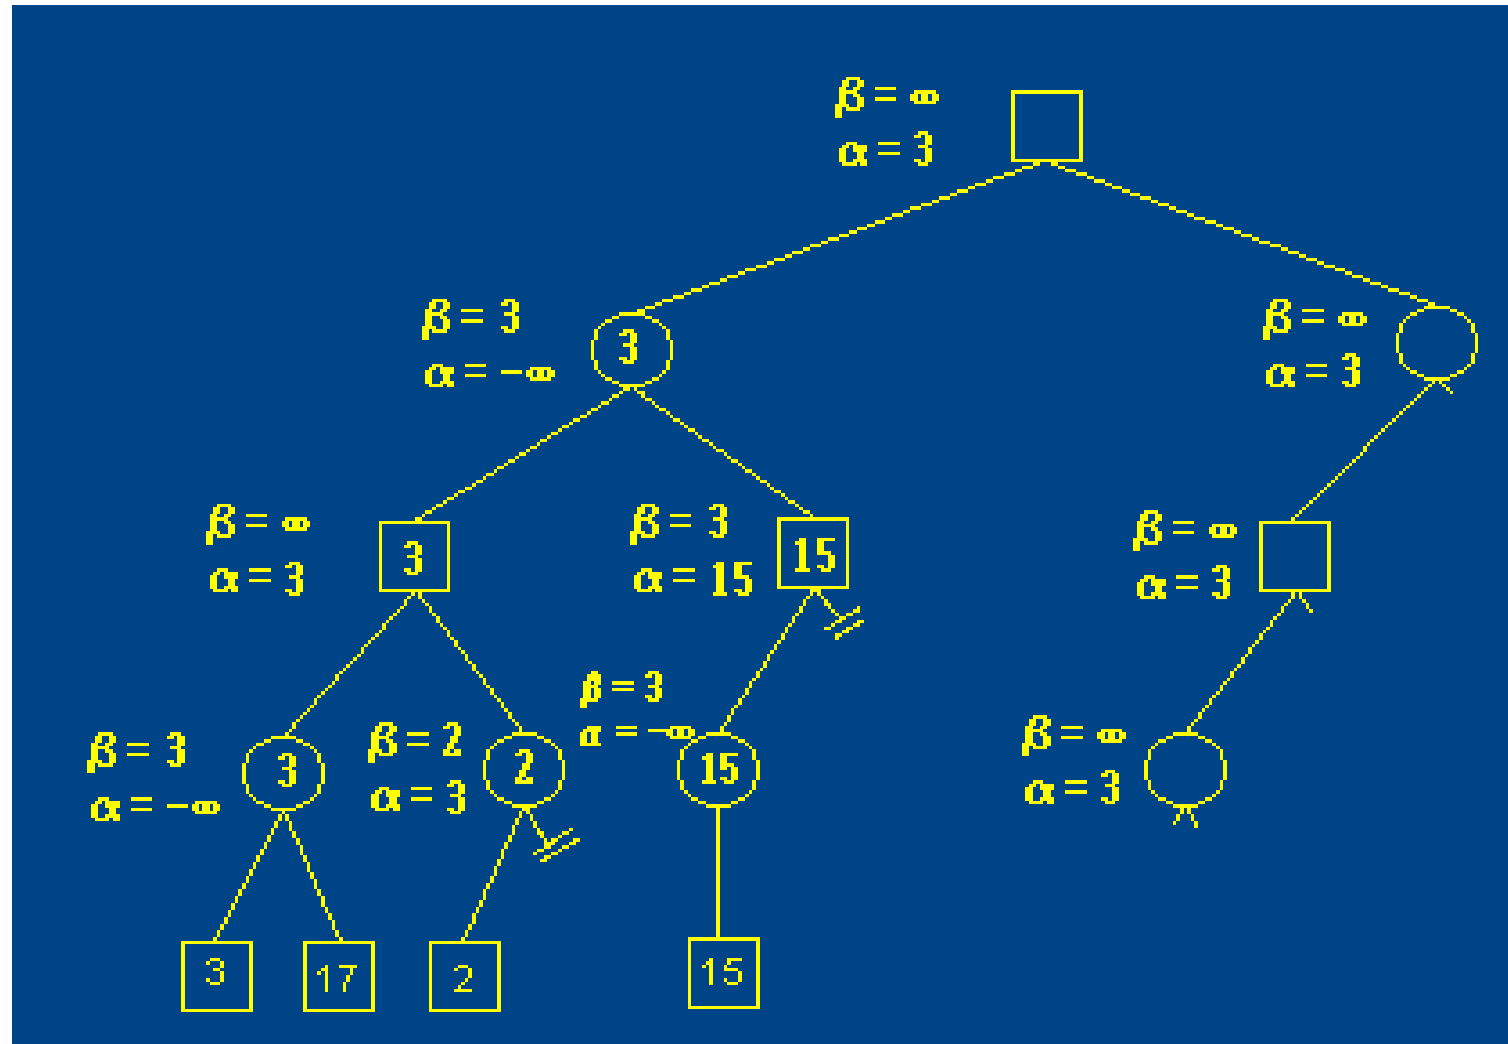 β = ∞
α = 3
β = 3
α = −∞
3
β = ∞
α = 3
β = ∞
α = 3
3
β = 3
α = 15
15
β = ∞
α = 3
β = 3
α = −∞
3
β = 2
α = 3
2
β = 3
α = −∞
15
β = ∞
α = 3
3
17
2
15